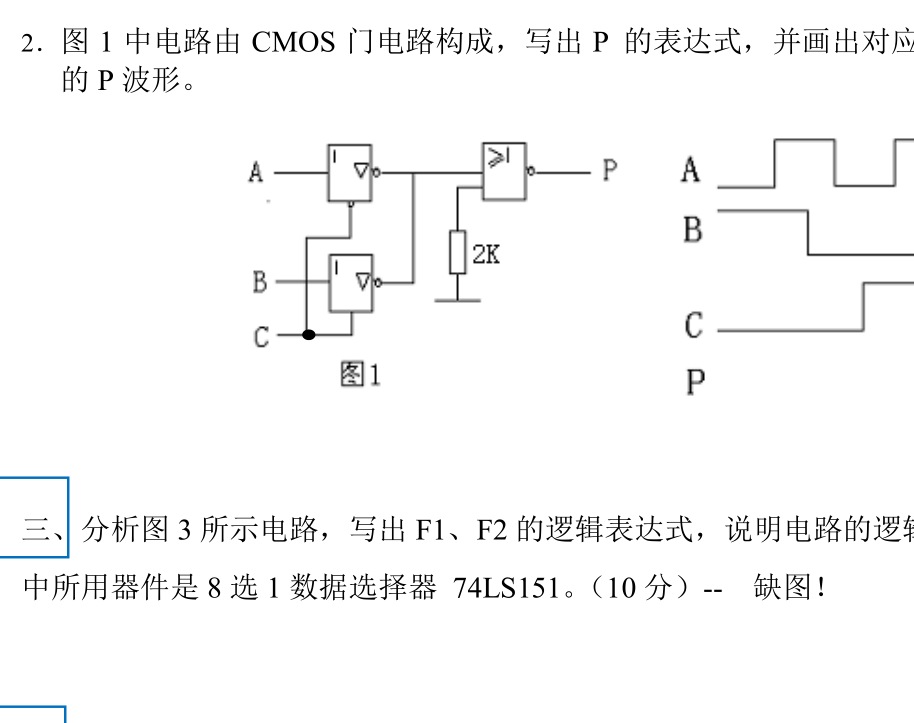 2．图 1 中电路由 CMOS 门电路构成，写出 P 的表达式，并画出对应
的 P 波形。
A 1 ▽ ≥1 P A
B
2K
B 1 ▽
C C
图1 P
三、分析图 3 所示电路，写出 F1、F2 的逻辑表达式，说明电路的逻辑
中所用器件是 8 选 1 数据选择器 74LS151。（10 分）-- 缺图！